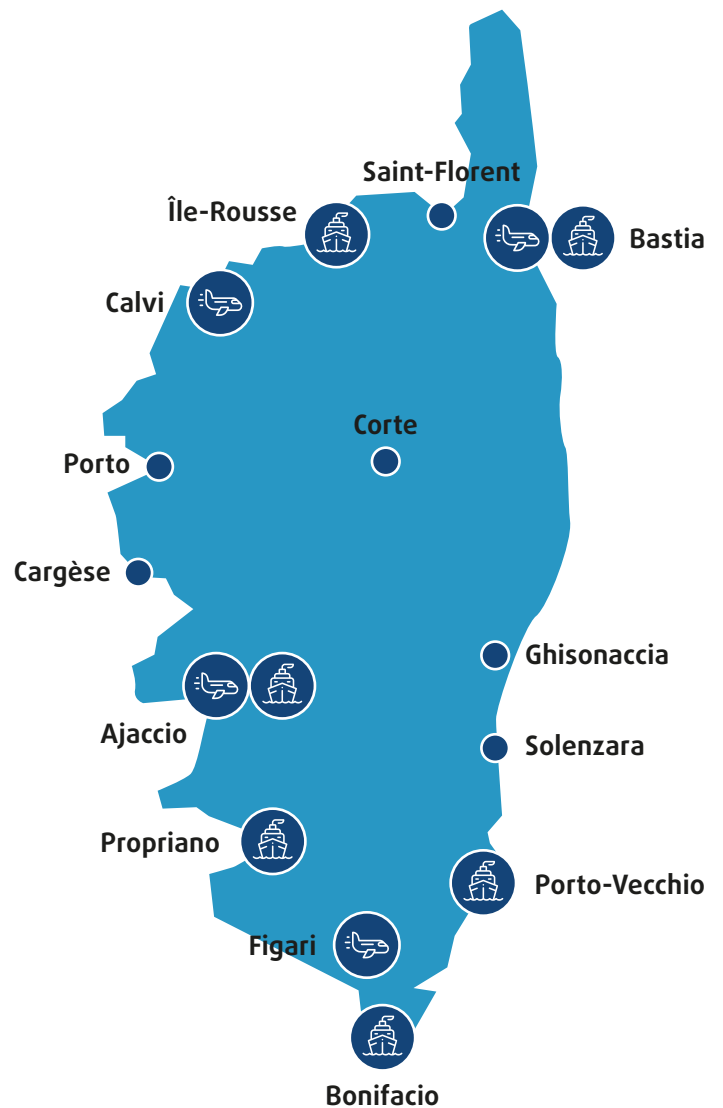 Saint-Florent
Île-Rousse
Bastia
Calvi
Corte
Porto
Cargèse
Ghisonaccia
Ajaccio
Solenzara
Propriano
Porto-Vecchio
Figari
Bonifacio